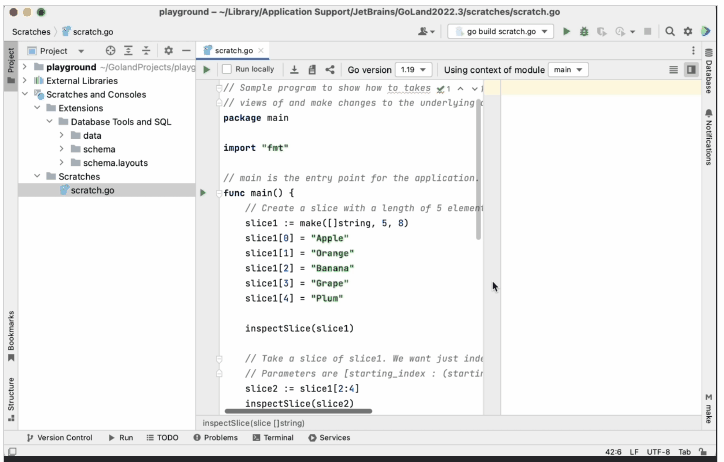 playground – ~/Library/Application Support/JetBrains/GoLand2022.3/scratches/scratch.go
Scratches scratch.go
go build scratch.go
Project
scratch.go
playground ~/GolandProjects/playg
External Libraries
Scratches and Consoles
Extensions
Database Tools and SQL
data
schema
schema.layouts
Scratches
scratch.go
Run locally
Go version 1.19
Using context of module main
// Sample program to show how to takes 1
// views of and make changes to the underlying
package main
import "fmt"
// main is the entry point for the application.
func main() {
// Create a slice with a length of 5 element
slice1 := make([]string, 5, 8)
slice1[0] = "Apple"
slice1[1] = "Orange"
slice1[2] = "Banana"
slice1[3] = "Grape"
slice1[4] = "Plum"
inspectSlice(slice1)
// Take a slice of slice1. We want just inde
// Parameters are [starting_index : (startin
slice2 := slice1[2:4]
inspectSlice(slice2)
inspectSlice(slice []string)
Project
Bookmarks
Structure
Database
Notifications
M make
Version Control
Run
TODO
Problems
Terminal
Services
42:6 LF UTF-8 Tab